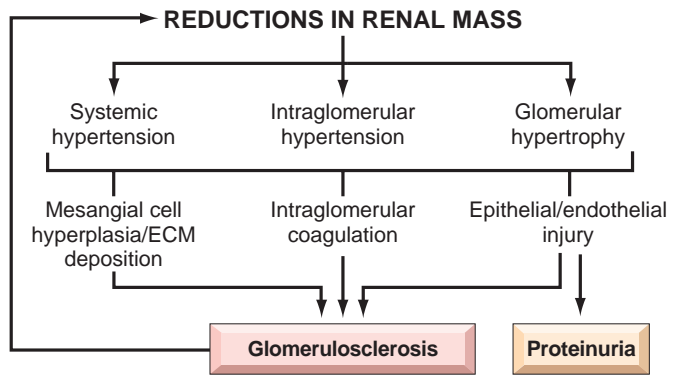 REDUCTIONS IN RENAL MASS
Systemic
hypertension
Intraglomerular
hypertension
Glomerular
hypertrophy
Mesangial cell
hyperplasia/ECM
deposition
Intraglomerular
coagulation
Epithelial/endothelial
injury
Glomerulosclerosis
Proteinuria